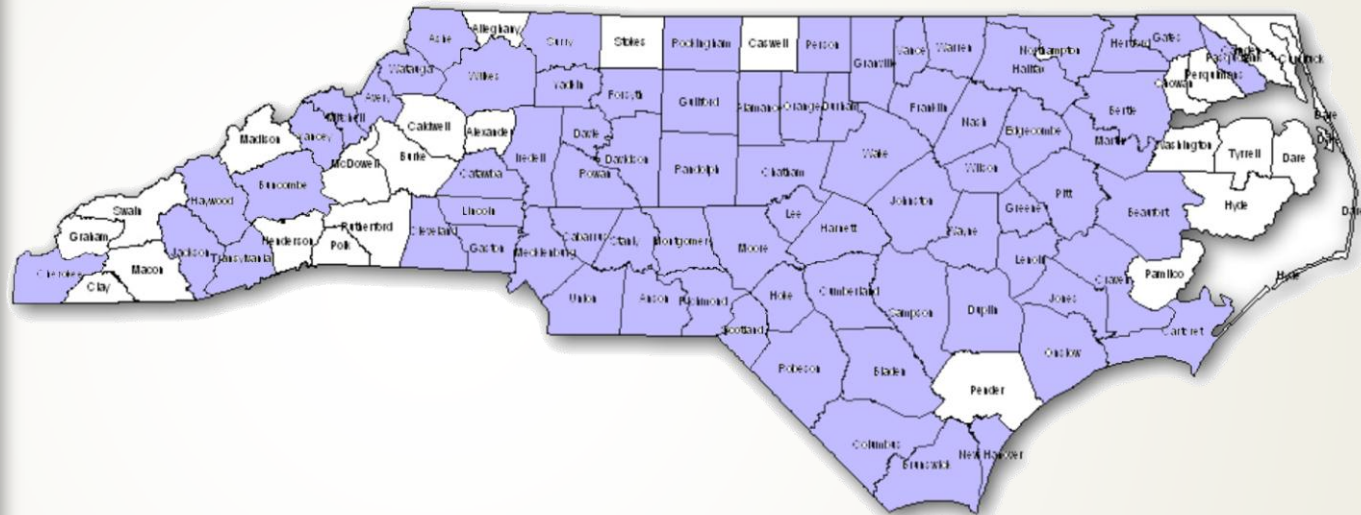 Ashe
Alleghany
Surry
Stokes
Rockingham
Caswell
Person
Granville
Vance
Warren
Northampton
Halifax
Hertford
Gates
Pasquotank
Perquimans
Chowan
Currituck
Watauga
Wilkes
Yadkin
Forsyth
Guilford
Alamance
Orange
Durham
Franklin
Nash
Edgecombe
Bertie
Martin
Washington
Tyrrell
Dare
Dare
Avery
Mitchell
Yancey
Madison
Caldwell
Alexander
Davie
Iredell
Davidson
Rowan
Randolph
Chatham
Wake
Wilson
Pitt
Beaufort
Hyde
McDowell
Burke
Catawba
Buncombe
Haywood
Swain
Graham
Lincoln
Rutherford
Cleveland
Gaston
Henderson
Polk
Jackson
Transylvania
Macon
Cherokee
Clay
Mecklenburg
Cabarrus
Stanly
Montgomery
Moore
Lee
Harnett
Johnston
Wayne
Greene
Lenoir
Craven
Pamlico
Hyde
Jones
Carteret
Union
Anson
Richmond
Scotland
Hoke
Cumberland
Sampson
Duplin
Onslow
Robeson
Bladen
Pender
Columbus
Brunswick
New Hanover